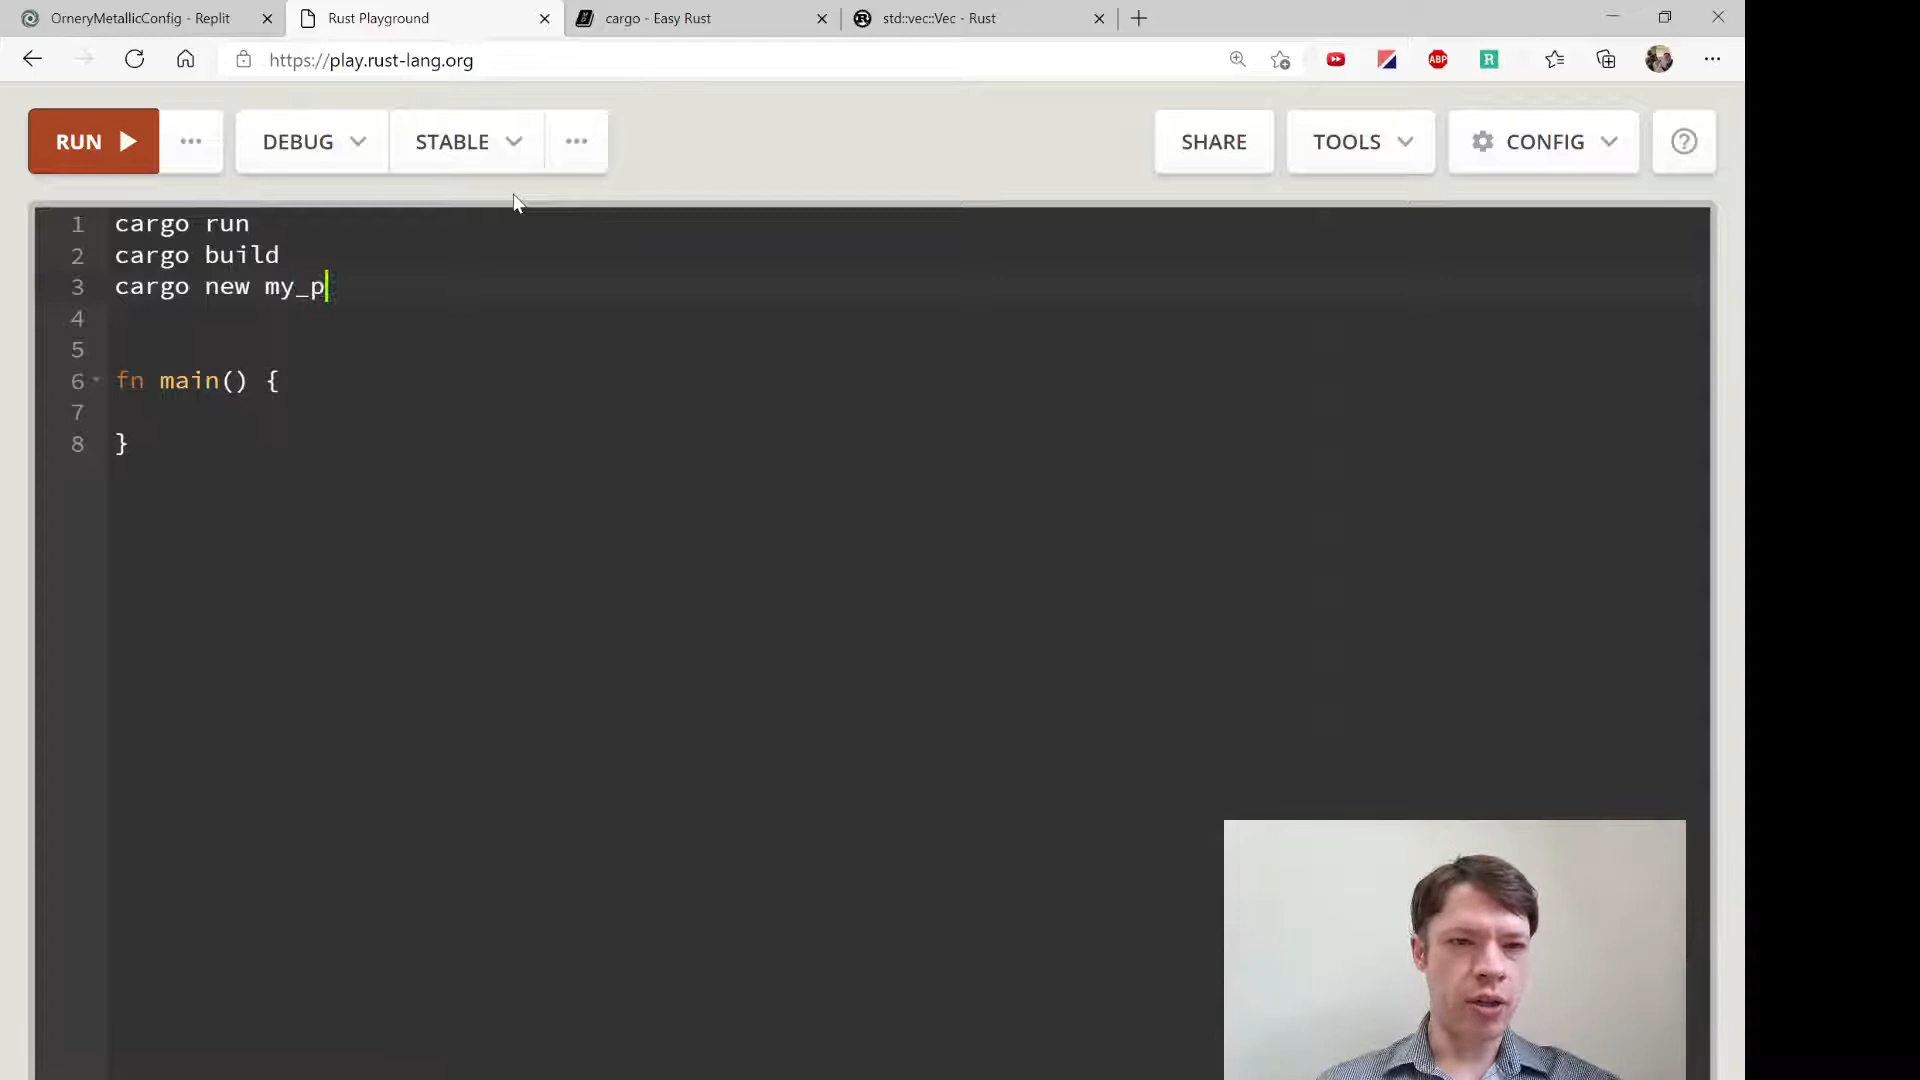 OrneryMetallicConfig - Replit
Rust Playground
cargo - Easy Rust
std::vec::Vec - Rust
https://play.rust-lang.org
ABP
R
RUN
DEBUG
STABLE
SHARE
TOOLS
CONFIG
1 cargo run
2 cargo build
3 cargo new my_p
4
5
6 fn main() {
7
8 }